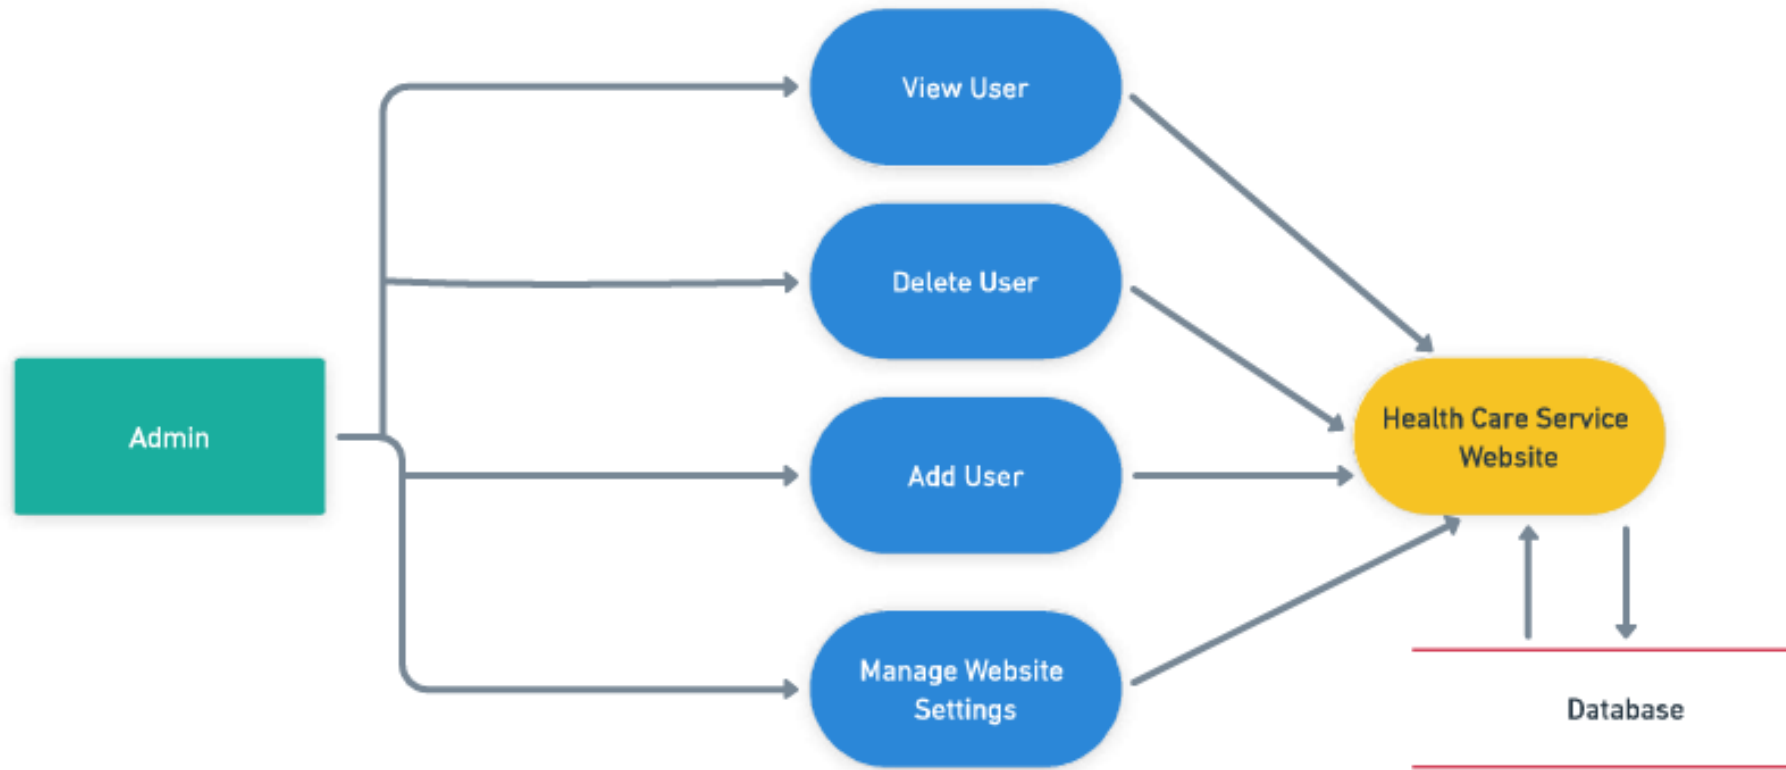 View User
Delete User
Admin
Add User
Health Care Service
Website
Manage Website
Settings
Database